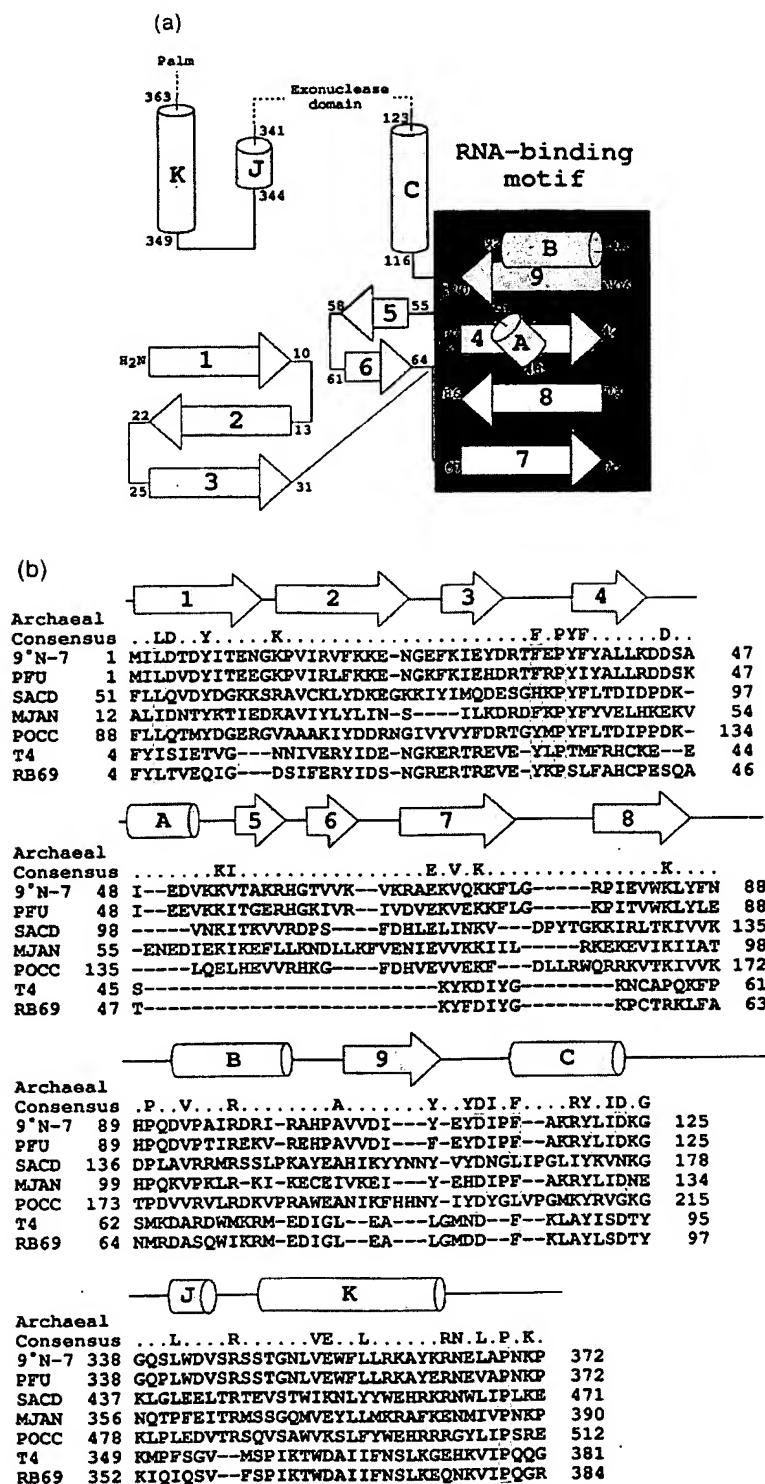 (a)
Palm
363
K
349
341
J
344
Exonuclease
domain
123
C
116
RNA-binding
motif
B
9
4
A
8
7
58
5
55
61
6
64
H2N
1
10
22
2
13
25
3
31
(b)
1 2 3 4
Archaeal
Consensus ..LD..Y.....K...................F.PYF.......D..
9°N-7 1 MILDTDYITENGKPVIRVFKKE-NGEFKIEYDRTFEPYFYALLKDDSA 47
PFU 1 MILDVDYITEEGKPVIRLFKKE-NGKFKIEHDRTFRPYIYALLRDDSK 47
SACD 51 FLLQVDYDGKKSRAVCKLYDKEGKKIYIMQDESGHKPYFLTDIDPDK- 97
MJAN 12 ALIDNTYKTIEDKAVIYLYLIN-S----ILKDRDFKPYFYVELHKEKV 54
POCC 88 FLLQTMYDGERGVAAAKIYDDRNGIVYVYFDRTGYMPYFLTDIPPDK- 134
T4 4 FYISIETVG---NNIVERYIDE-NGKERTREVE-YLPTMFRHCKE--E 44
RB69 4 FYLTVEQIG---DSIFERYIDS-NGRERTREVE-YKPSLFAHCPESQA 46
A 5 6 7 8
Archaeal
Consensus .......KI.................E.V.K................K....
9°N-7 48 I--EDVKKVTAKRHGTVVK--VKRAEKVQKKFLG-----RPIEVWKLYFN 88
PFU 48 I--EEVKKITGERHGKIVR--IVDVEKVEKKFLG-----KPITVWKLYLE 88
SACD 98 -----VNKITKVVRDPS-----FDHLELINKV---DPYTGKKIRLTKIVVK 135
MJAN 55 -ENEDIEKIKEFLLKNDLLKFVENIEVVKKIIL----RKEKEVIKIIAT 98
POCC 135 -----LQELHEVVRHKG-----FDHVEVVEKF---DLLRWQRRKVTKIVVK 172
T4 45 S----------------------KYKDIYG------KNCAPQKFP 61
RB69 47 T----------------------KYFDIYG------KPCTRKLFA 63
B 9 C
Archaeal
Consensus .P..V...R........A.......Y..YDI.F....RY.ID.G
9°N-7 89 HPQDVPAIRDRI-RAHPAVVDI---Y-EYDIPF--AKRYLIDKG 125
PFU 89 HPQDVPTIREKV-REHPAVVDI---F-EYDIPF--AKRYLIDKG 125
SACD 136 DPLAVRRMRSSLPKAYEAHIKYYNNY-VYDNGLIPGLIYKVNKG 178
MJAN 99 HPQKVPKLR-KI-KECEIVKEI---Y-EHDIPF--AKRYLIDNE 134
POCC 173 TPDVVRVLRDKVPRAWEANIKFHHNY-IYDYGLVPGMKYRVGKG 215
T4 62 SMKDARDWMKRM-EDIGL--EA--LGMND--F--KLAYISDTY 95
RB69 64 NMRDASQWIKRM-EDIGL--EA--LGMDD--F--KLAYLSDTY 97
J K
Archaeal
Consensus ...L....R......VE..L......RN.L.P.K.
9°N-7 338 GQSLWDVSRSSTGNLVEWFLLRKAYKRNELAPNKP 372
PFU 338 GQPLWDVSRSSTGNLVEWFLLRKAYERNEVAPNKP 372
SACD 437 KLGLEELTRTEVSTWIKNLYYWEHRKRNWLIPLKE 471
MJAN 356 NQTPFEITRMSSGQMVEYLLMKRAFKENMIVPNKP 390
POCC 478 KLPLEDVTRSQVSAWVKSLFYWEHRRRGYLIPSRE 512
T4 349 KMPFSGV--MSPIKTWDAIIFNSLKGEHKVIPQQG 381
RB69 352 KIQIQSV--FSPIKTWDAIIFNSLKEQNKVIPQGR 384